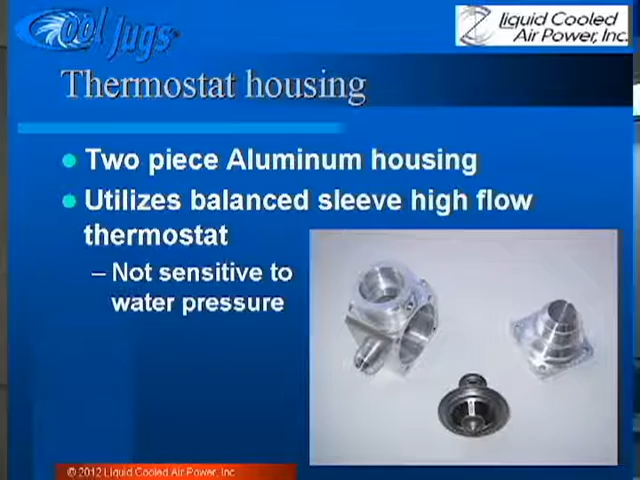 Cool Jugs
Liquid Cooled
Air Power, Inc.
Thermostat housing
Two piece Aluminum housing
Utilizes balanced sleeve high flow
thermostat
– Not sensitive to
water pressure
© 2012 Liquid Cooled Air Power, Inc